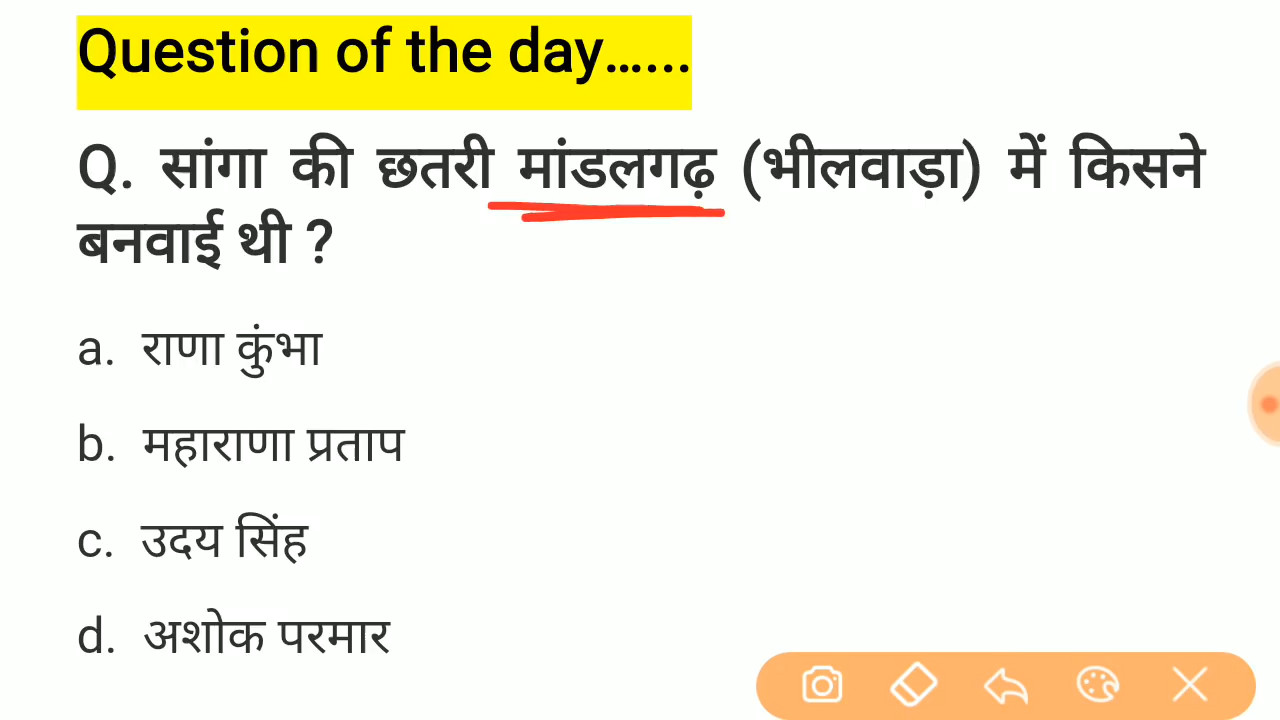 Question of the day......
Q. सांगा की छतरी मांडलगढ़ (भीलवाड़ा) में किसने
बनवाई थी ?
a. राणा कुंभा
b. महाराणा प्रताप
c. उदय सिंह
d. अशोक परमार